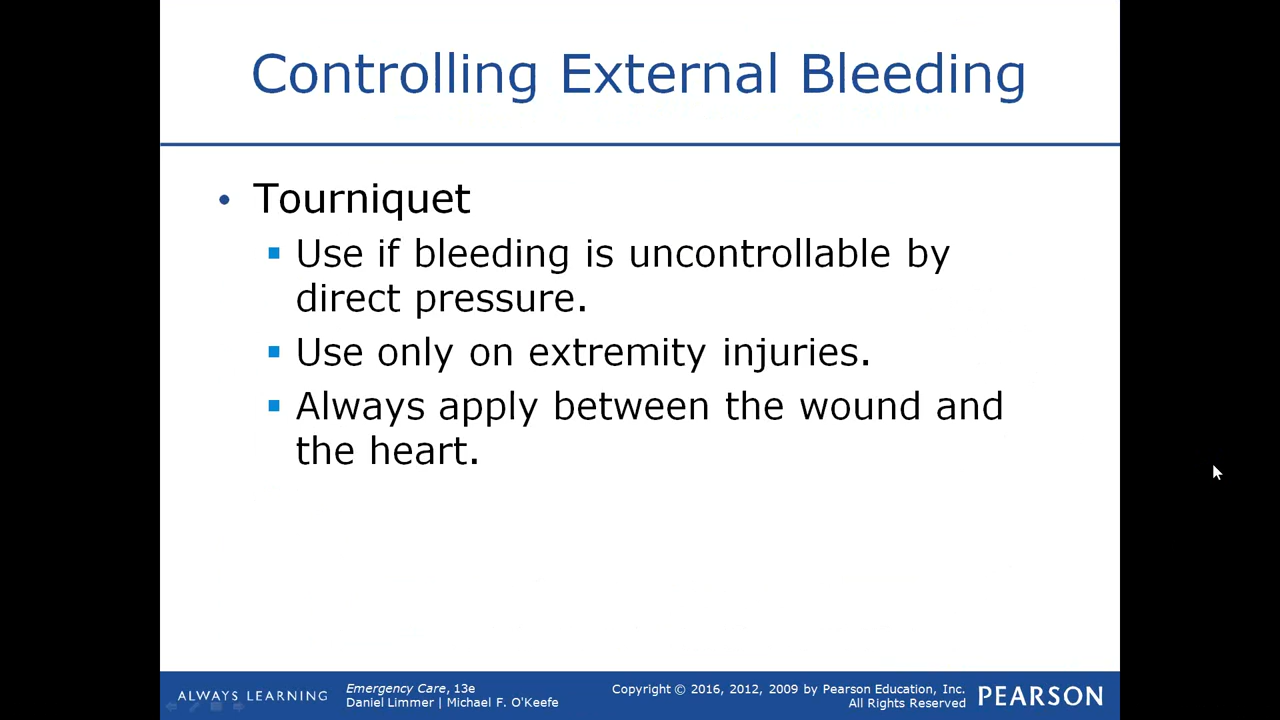 Controlling External Bleeding
• Tourniquet
▪ Use if bleeding is uncontrollable by
direct pressure.
▪ Use only on extremity injuries.
▪ Always apply between the wound and
the heart.
ALWAYS LEARNING
Emergency Care, 13e
Daniel Limmer | Michael F. O'Keefe
Copyright © 2016, 2012, 2009 by Pearson Education, Inc.
All Rights Reserved
PEARSON